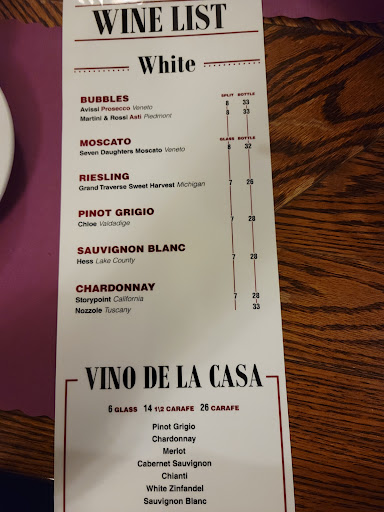 WINE LIST
White
BUBBLES SPLIT BOTTLE
Avissi Prosecco Veneto 8 33
Martini & Rossi Asti Piedmont 8 33
MOSCATO GLASS BOTTLE
Seven Daughters Moscato Veneto 8 32
RIESLING
Grand Traverse Sweet Harvest Michigan 7 26
PINOT GRIGIO
Chloe Valdadige 7 28
SAUVIGNON BLANC
Hess Lake County 7 28
CHARDONNAY
Storypoint California 7 28
Nozzole Tuscany 33
VINO DE LA CASA
6 GLASS 14 1\2 CARAFE 26 CARAFE
Pinot Grigio
Chardonnay
Merlot
Cabernet Sauvignon
Chianti
White Zinfandel
Sauvignon Blanc